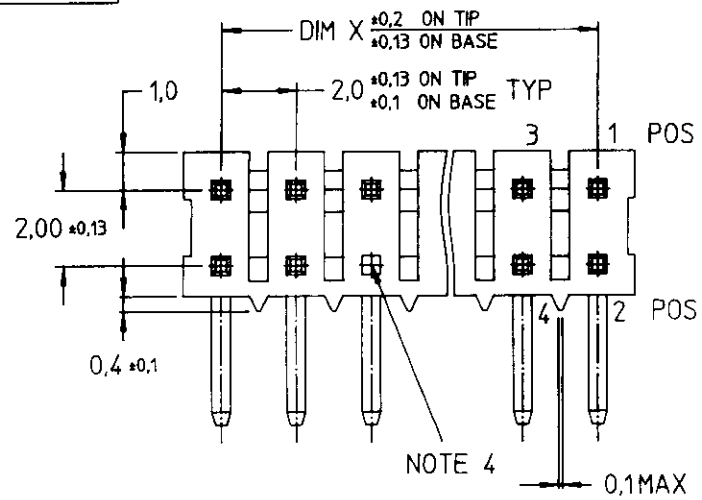 DIM X ±0,2 ON TIP
±0,13 ON BASE
1,0
2,0 ±0,13 ON TIP TYP
±0,1 ON BASE
3 1 POS
2,00 ±0,13
4 2 POS
0,4 ±0,1
NOTE 4
0,1 MAX